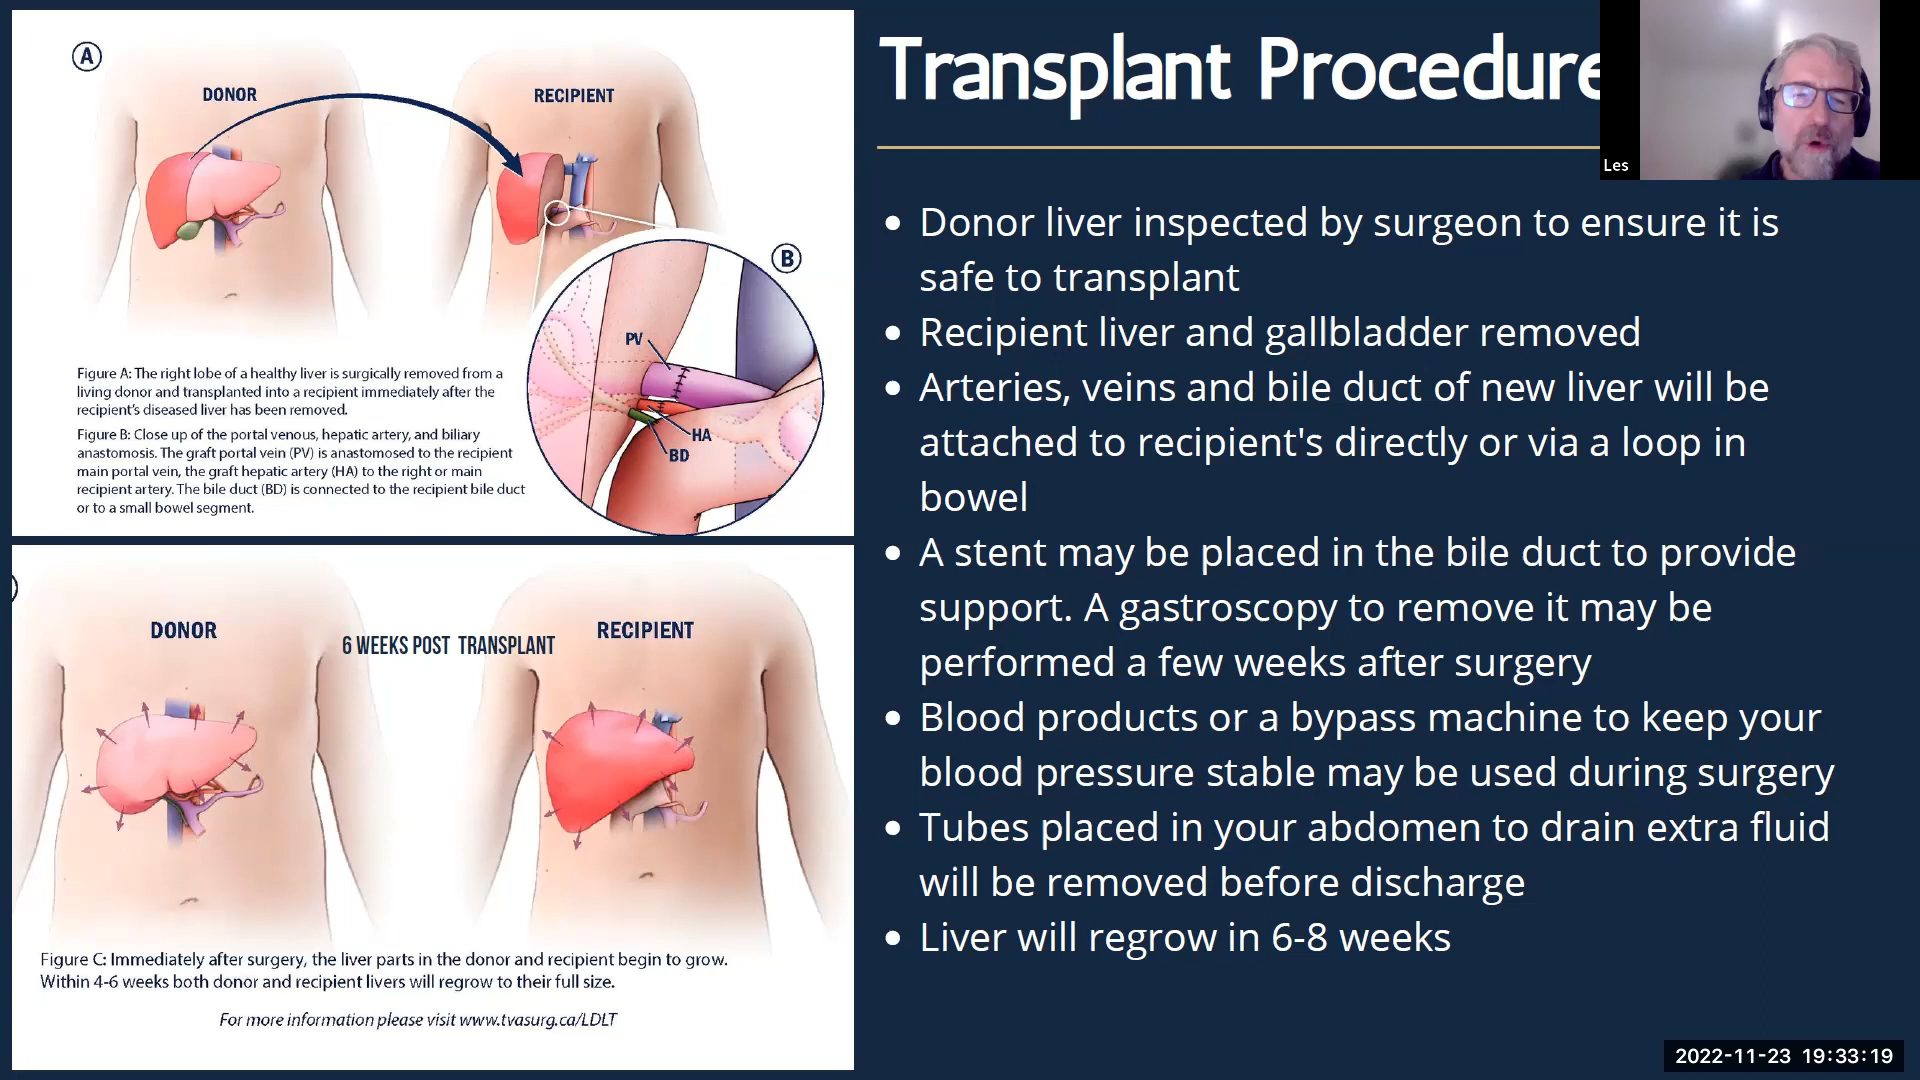 A
DONOR
RECIPIENT
B
PV
HA
BD
Figure A: The right lobe of a healthy liver is surgically removed from a
living donor and transplanted into a recipient immediately after the
recipient's diseased liver has been removed.
Figure B: Close up of the portal venous, hepatic artery, and biliary
anastomosis. The graft portal vein (PV) is anastomosed to the recipient
main portal vein, the graft hepatic artery (HA) to the right or main
recipient artery. The bile duct (BD) is connected to the recipient bile duct
or to a small bowel segment.
DONOR
6 WEEKS POST TRANSPLANT
RECIPIENT
Figure C: Immediately after surgery, the liver parts in the donor and recipient begin to grow.
Within 4-6 weeks both donor and recipient livers will regrow to their full size.
For more information please visit www.tvasurg.ca/LDLT
Transplant Procedure
Les
• Donor liver inspected by surgeon to ensure it is
safe to transplant
• Recipient liver and gallbladder removed
• Arteries, veins and bile duct of new liver will be
attached to recipient's directly or via a loop in
bowel
• A stent may be placed in the bile duct to provide
support. A gastroscopy to remove it may be
performed a few weeks after surgery
• Blood products or a bypass machine to keep your
blood pressure stable may be used during surgery
• Tubes placed in your abdomen to drain extra fluid
will be removed before discharge
• Liver will regrow in 6-8 weeks
2022-11-23 19:33:19